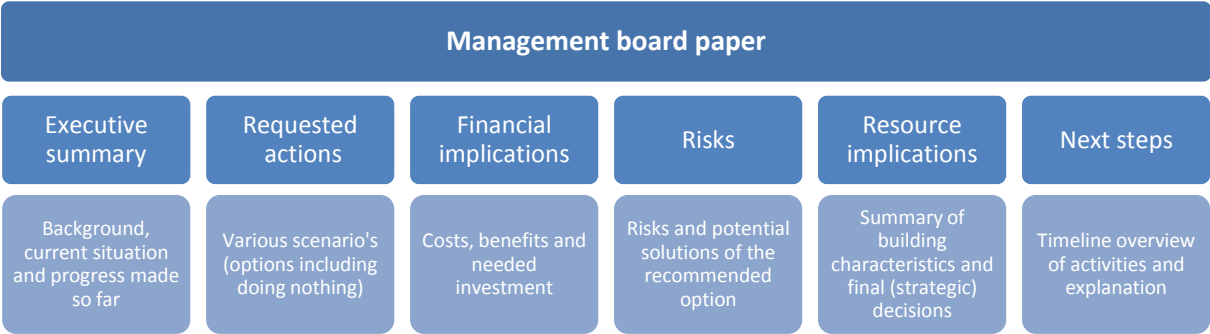 Management board paper
Executive
summary
Requested
actions
Financial
implications
Risks
Resource
implications
Next steps
Background,
current situation
and progress made
so far
Various scenario's
(options including
doing nothing)
Costs, benefits and
needed
investment
Risks and potential
solutions of the
recommended
option
Summary of
building
characteristics and
final (strategic)
decisions
Timeline overview
of activities and
explanation